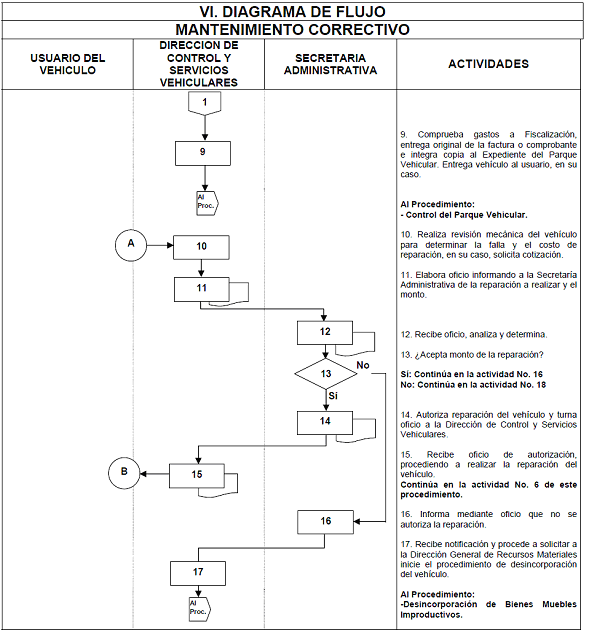 VI. DIAGRAMA DE FLUJO
MANTENIMIENTO CORRECTIVO
USUARIO DEL
VEHICULO
DIRECCION DE
CONTROL Y
SERVICIOS
VEHICULARES
SECRETARIA
ADMINISTRATIVA
ACTIVIDADES
1
9
Al
Proc.
A
10
11
12
13
No
Sí
14
B
15
16
17
Al
Proc.
9. Comprueba gastos a Fiscalización,
entrega original de la factura o comprobante
e integra copia al Expediente del Parque
Vehicular. Entrega vehículo al usuario, en su
caso.
Al Procedimiento:
- Control del Parque Vehicular.
10. Realiza revisión mecánica del vehículo
para determinar la falla y el costo de
reparación, en su caso, solicita cotización.
11. Elabora oficio informando a la Secretaría
Administrativa de la reparación a realizar y el
monto.
12. Recibe oficio, analiza y determina.
13. ¿Acepta monto de la reparación?
Sí: Continúa en la actividad No. 16
No: Continúa en la actividad No. 18
14. Autoriza reparación del vehículo y turna
oficio a la Dirección de Control y Servicios
Vehiculares.
15. Recibe oficio de autorización,
procediendo a realizar la reparación del
vehículo.
Continúa en la actividad No. 6 de este
procedimiento.
16. Informa mediante oficio que no se
autoriza la reparación.
17. Recibe notificación y procede a solicitar a
la Dirección General de Recursos Materiales
inicie el procedimiento de desincorporación
del vehículo.
Al Procedimiento:
-Desincorporación de Bienes Muebles
Improductivos.